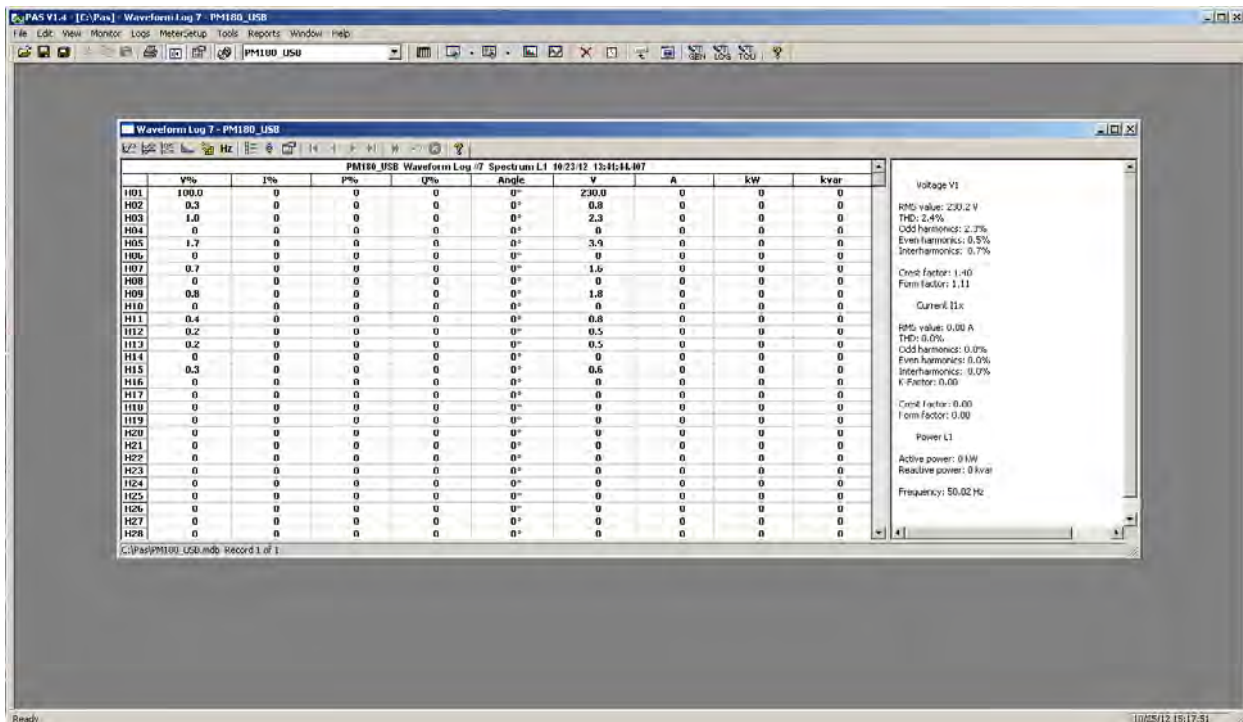 PAS V1.4 - [C:\Pas] - Waveform Log 7 - PM180_USB
File Edit View Monitor Logs MeterSetup Tools Reports Window Help
PM180_USB GEN LOG TOU
Waveform Log 7 - PM180_USB
Hz
PM180_USB Waveform Log #7 Spectrum L1 10/23/12 13:41:44.407
V% I% P% Q% Angle V A kW kvar
H01 100.0 0 0 0 0° 230.0 0 0 0
H02 0.3 0 0 0 0° 0.8 0 0 0
H03 1.0 0 0 0 0° 2.3 0 0 0
H04 0 0 0 0 0° 0 0 0 0
H05 1.7 0 0 0 0° 3.9 0 0 0
H06 0 0 0 0 0° 0 0 0 0
H07 0.7 0 0 0 0° 1.6 0 0 0
H08 0 0 0 0 0° 0 0 0 0
H09 0.8 0 0 0 0° 1.8 0 0 0
H10 0 0 0 0 0° 0 0 0 0
H11 0.4 0 0 0 0° 0.8 0 0 0
H12 0.2 0 0 0 0° 0.5 0 0 0
H13 0.2 0 0 0 0° 0.5 0 0 0
H14 0 0 0 0 0° 0 0 0 0
H15 0.3 0 0 0 0° 0.6 0 0 0
H16 0 0 0 0 0° 0 0 0 0
H17 0 0 0 0 0° 0 0 0 0
H18 0 0 0 0 0° 0 0 0 0
H19 0 0 0 0 0° 0 0 0 0
H20 0 0 0 0 0° 0 0 0 0
H21 0 0 0 0 0° 0 0 0 0
H22 0 0 0 0 0° 0 0 0 0
H23 0 0 0 0 0° 0 0 0 0
H24 0 0 0 0 0° 0 0 0 0
H25 0 0 0 0 0° 0 0 0 0
H26 0 0 0 0 0° 0 0 0 0
H27 0 0 0 0 0° 0 0 0 0
H28 0 0 0 0 0° 0 0 0 0
Voltage V1
RMS value: 230.2 V
THD: 2.4%
Odd harmonics: 2.3%
Even harmonics: 0.5%
Interharmonics: 0.7%
Crest factor: 1.40
Form factor: 1.11
Current I1x
RMS value: 0.00 A
THD: 0.0%
Odd harmonics: 0.0%
Even harmonics: 0.0%
Interharmonics: 0.0%
K-Factor: 0.00
Crest factor: 0.00
Form factor: 0.00
Power L1
Active power: 0 kW
Reactive power: 0 kvar
Frequency: 50.02 Hz
C:\Pas\PM180_USB.mdb Record 1 of 1
Ready
10/25/12 15:17:51